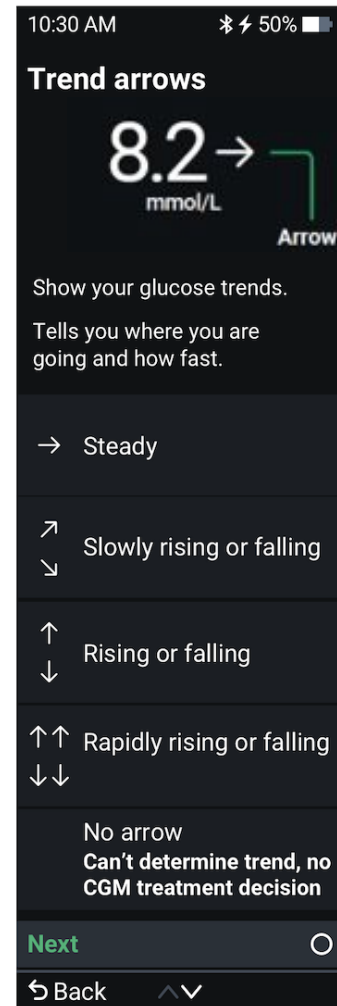 10:30 AM 50%
Trend arrows
8.2→
mmol/L
Arrow
Show your glucose trends.
Tells you where you are
going and how fast.
→ Steady
↗
↘ Slowly rising or falling
↑
↓ Rising or falling
↑↑ Rapidly rising or falling
↓↓
No arrow
Can't determine trend, no
CGM treatment decision
Next
Back